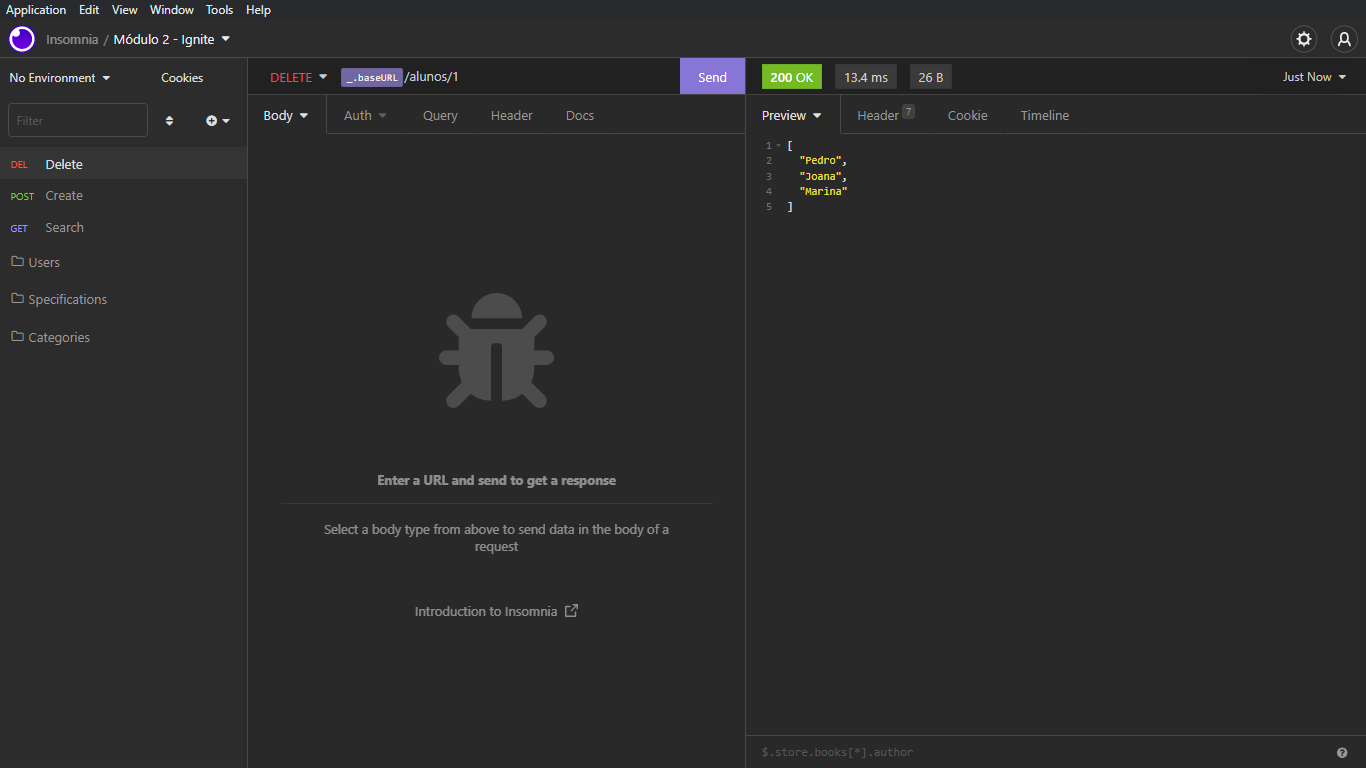 Application Edit View Window Tools Help
Insomnia / Módulo 2 - Ignite
No Environment Cookies
Filter
DEL Delete
POST Create
GET Search
Users
Specifications
Categories
DELETE _.baseURL /alunos/1 Send
Body Auth Query Header Docs
Enter a URL and send to get a response
Select a body type from above to send data in the body of a
request
Introduction to Insomnia
200 OK 13.4 ms 26 B Just Now
Preview Header 7 Cookie Timeline
1 [
2 "Pedro",
3 "Joana",
4 "Marina"
5 ]
$.store.books[*].author ?